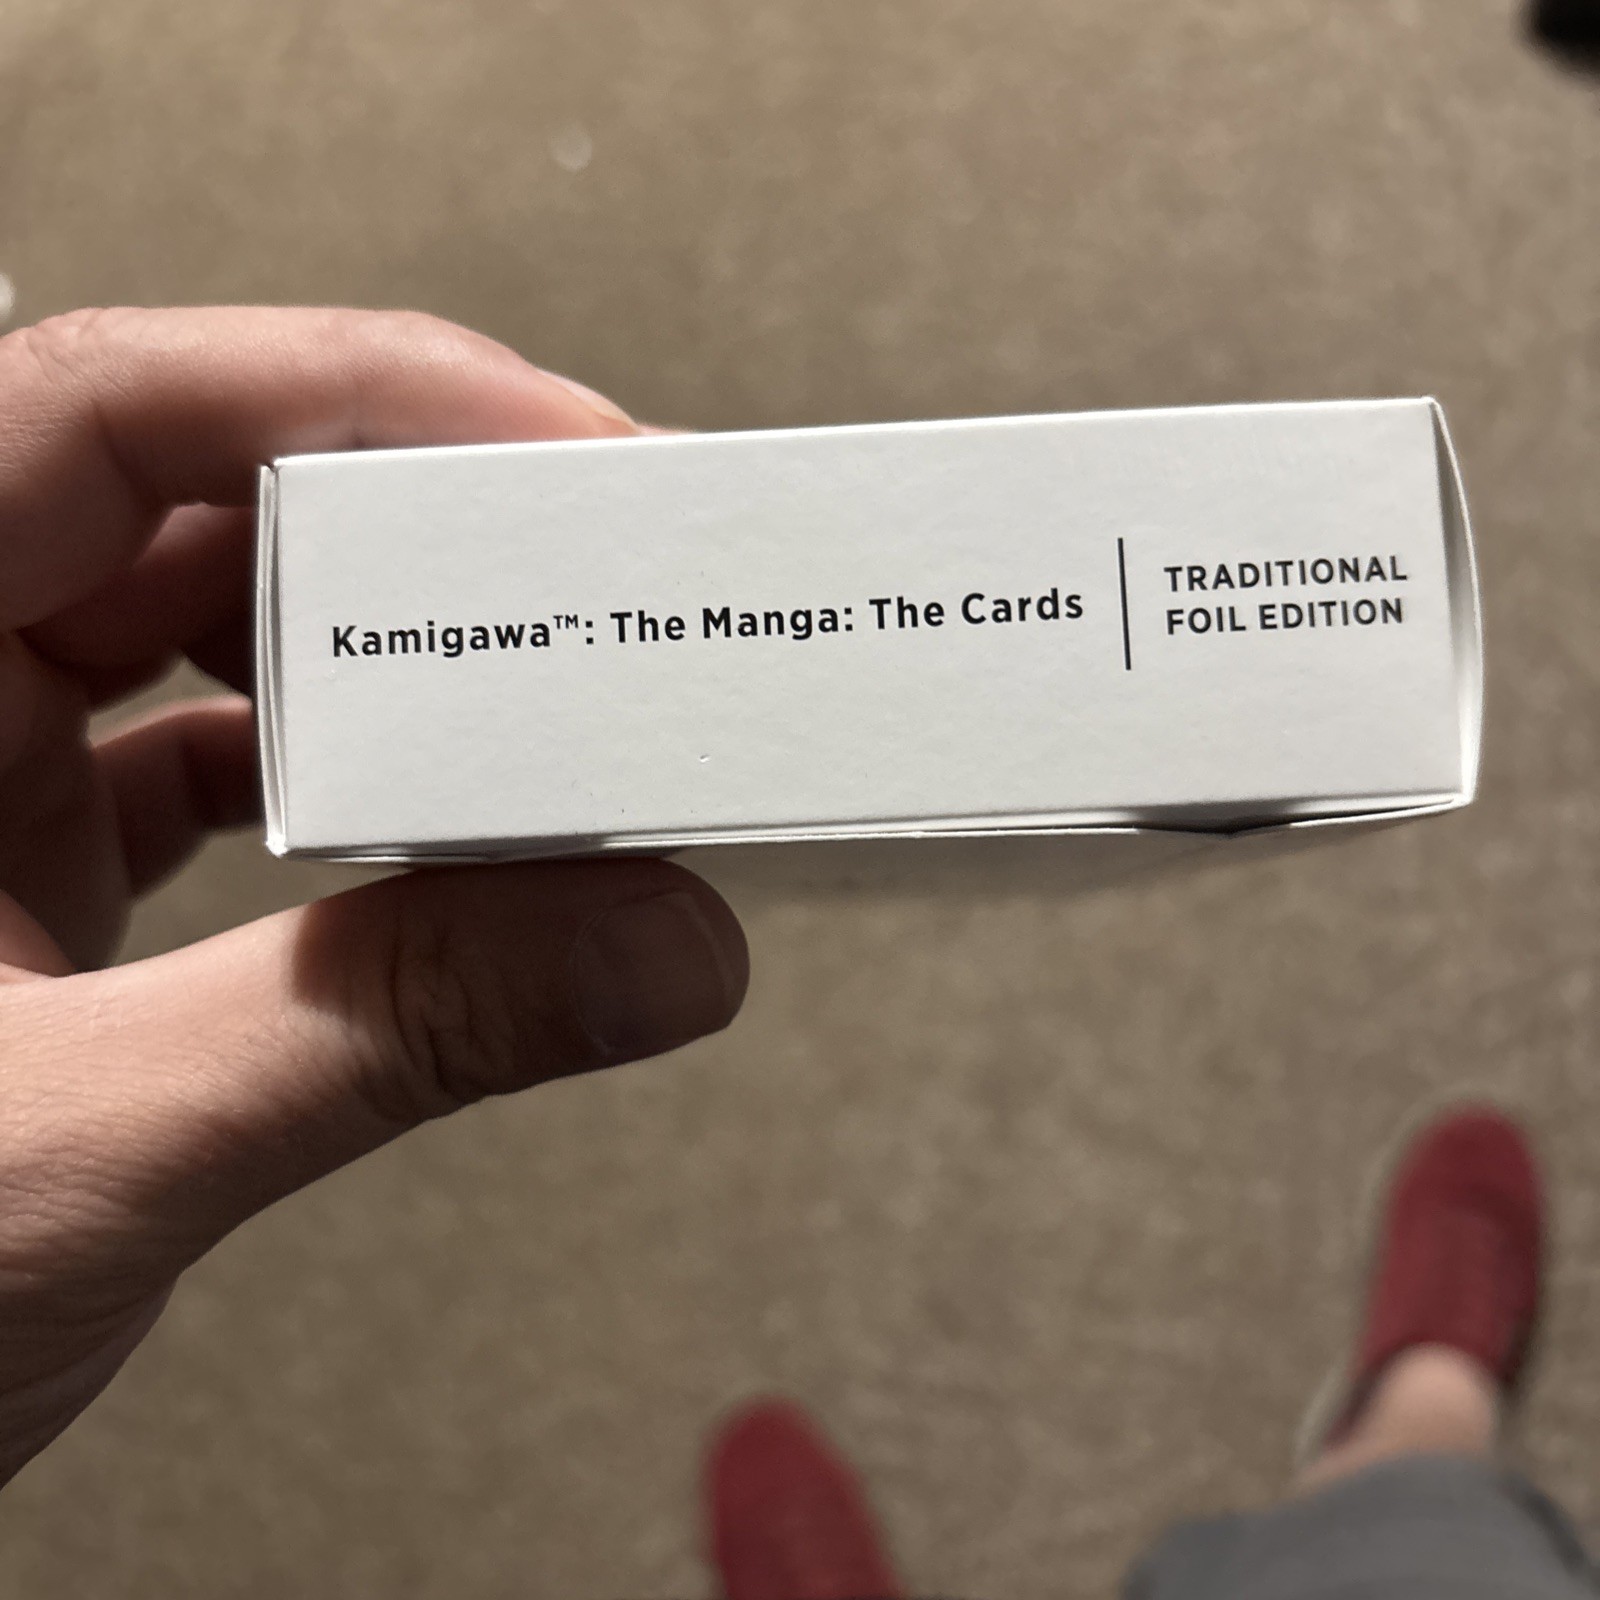 Kamigawa™: The Manga: The Cards
TRADITIONAL
FOIL EDITION